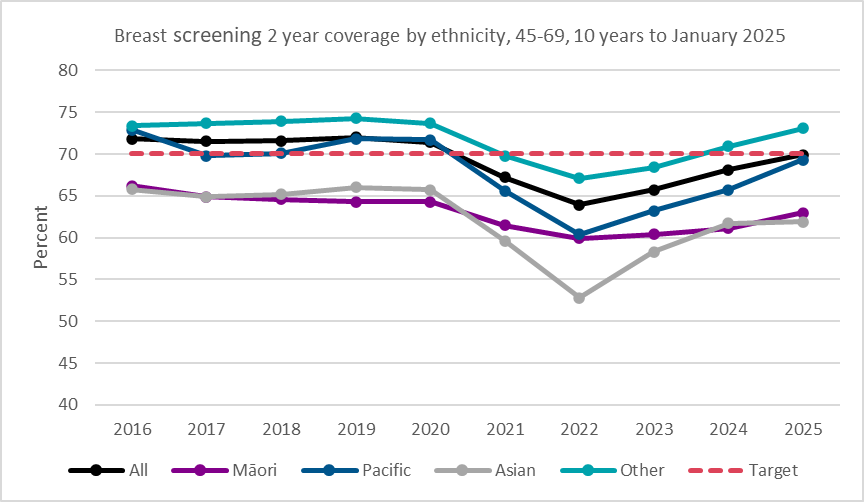 Breast screening 2 year coverage by ethnicity, 45-69, 10 years to January 2025
80
75
70
65
60
55
50
45
40
Percent
2016 2017 2018 2019 2020 2021 2022 2023 2024 2025
All Māori Pacific Asian Other Target